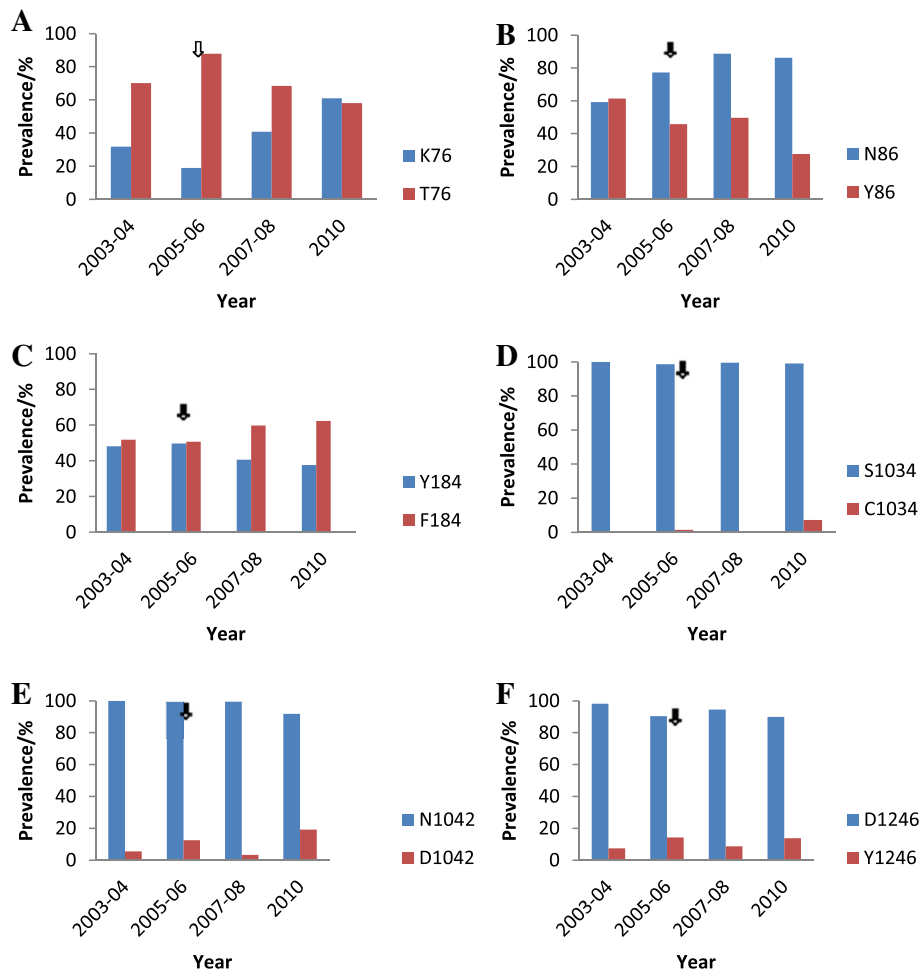 A
100
80
60
40
20
0
Prevalence/%
2003-04
2005-06
2007-08
2010
Year
K76
T76
B
100
80
60
40
20
0
Prevalence/%
2003-04
2005-06
2007-08
2010
Year
N86
Y86
C
100
80
60
40
20
0
Prevalence/%
2003-04
2005-06
2007-08
2010
Year
Y184
F184
D
100
80
60
40
20
0
Prevalence/%
2003-04
2005-06
2007-08
2010
Year
S1034
C1034
E
100
80
60
40
20
0
Prevalence/%
2003-04
2005-06
2007-08
2010
Year
N1042
D1042
F
100
80
60
40
20
0
Prevalence/%
2003-04
2005-06
2007-08
2010
Year
D1246
Y1246